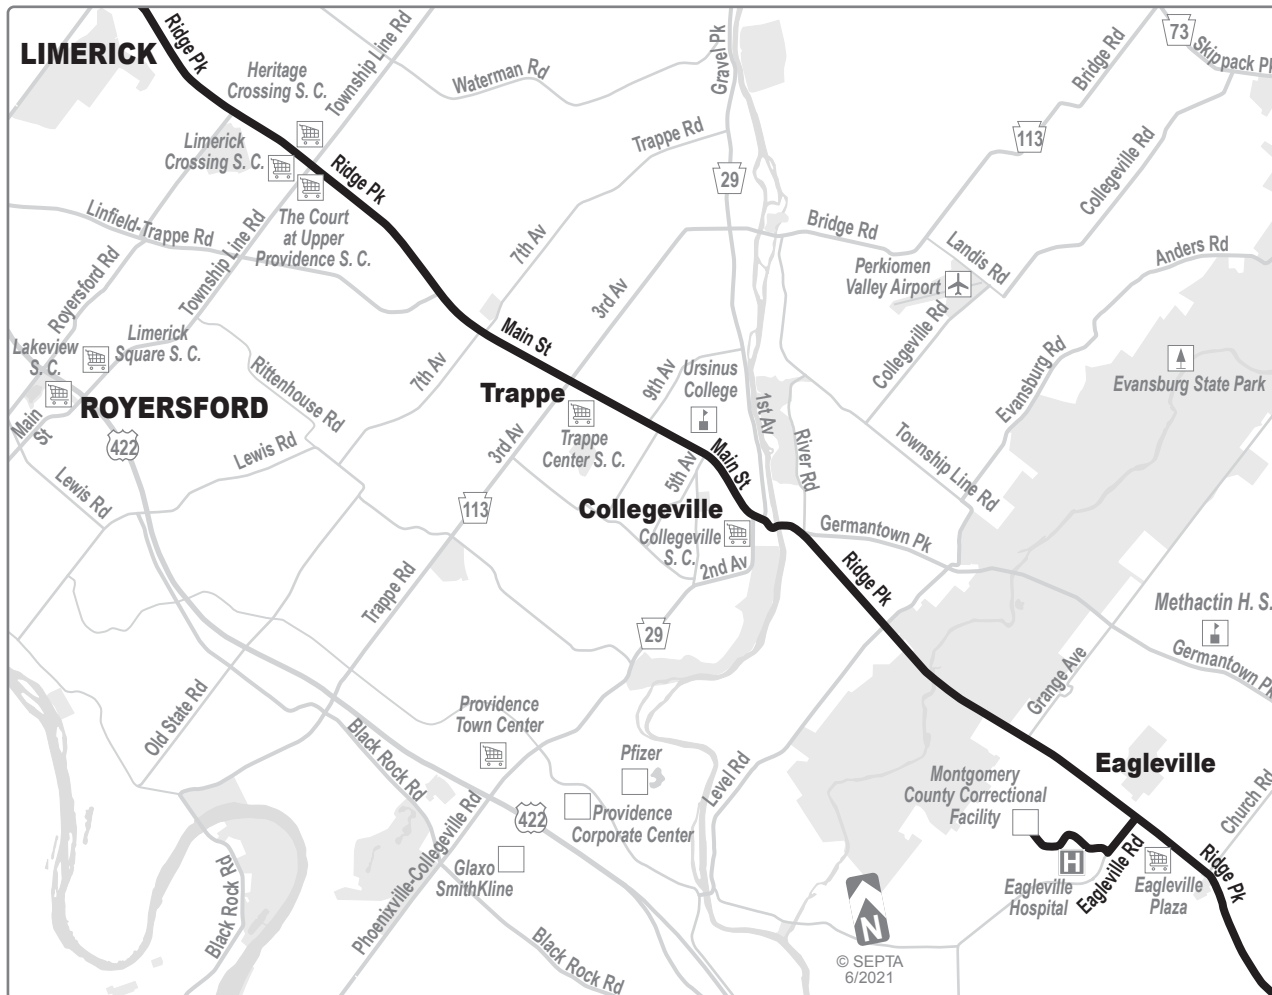 LIMERICK
Ridge Pk
Heritage
Crossing S. C.
Township Line Rd
Waterman Rd
Gravel Pk
Bridge Rd
73
Skippack Pk
Limerick
Crossing S. C.
Trappe Rd
113
Ridge Pk
29
Collegeville Rd
Linfield-Trappe Rd
The Court
at Upper
Providence S. C.
Township Line Rd
Royersford Rd
7th Av
3rd Av
Bridge Rd
Landis Rd
Anders Rd
Perkiomen
Valley Airport
Collegeville Rd
Lakeview
S. C.
Limerick
Square S. C.
Main St
Evansburg Rd
Evansburg State Park
Rittenhouse Rd
7th Av
9th Av
Ursinus
College
1st Av
Trappe
ROYERSFORD
Main
St
422
Lewis Rd
3rd Av
Trappe
Center S. C.
Main St
River Rd
Township Line Rd
Lewis Rd
113
5th Av
Collegeville
Collegeville
S. C.
2nd Av
Germantown Pk
Ridge Pk
Trappe Rd
29
Methactin H. S.
Germantown Pk
Grange Ave
Old State Rd
Providence
Town Center
Black Rock Rd
Pfizer
Level Rd
Eagleville
Montgomery
County Correctional
Facility
Church Rd
Phoenixville-Collegeville Rd
422
Providence
Corporate Center
Glaxo
SmithKline
Eagleville
Hospital
Eagleville Rd
Eagleville
Plaza
Ridge Pk
Black Rock Rd
Black Rock Rd
H
N
© SEPTA
6/2021